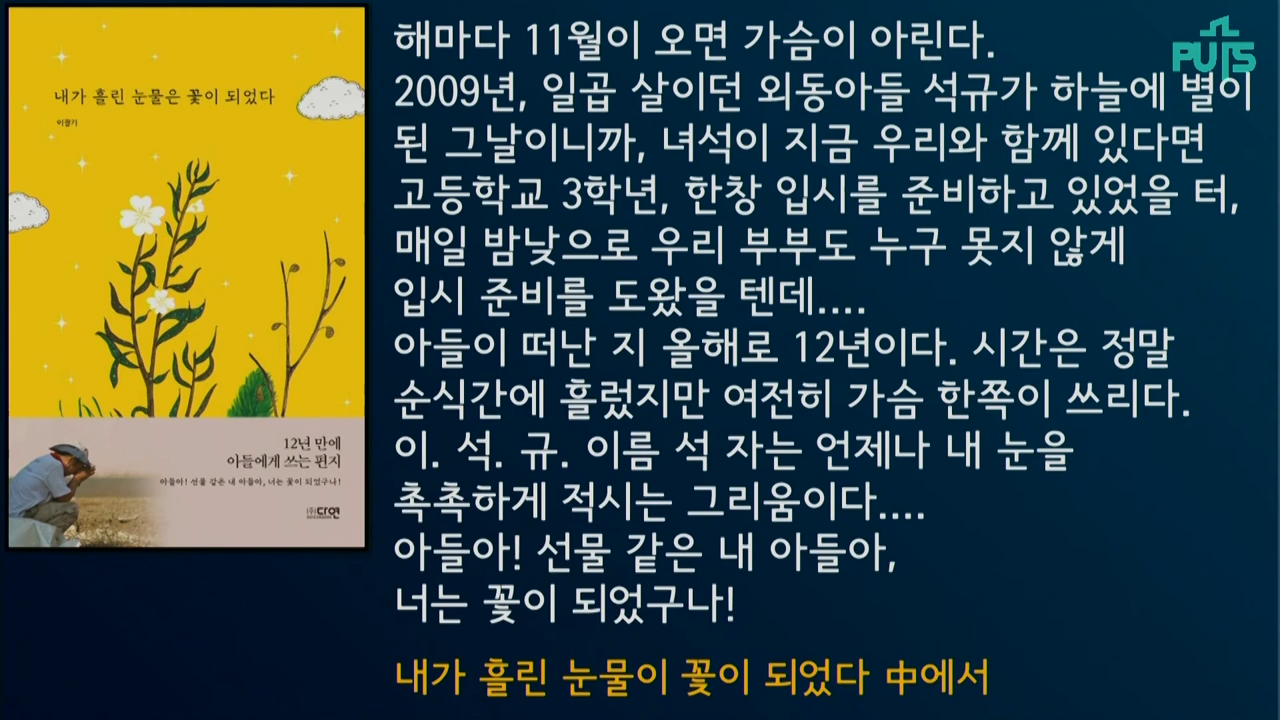 내가 흘린 눈물은 꽃이 되었다
이광기
12년 만에
아들에게 쓰는 편지
아들아! 선물 같은 내 아들아, 너는 꽃이 되었구나!
㈜다연
PUTS
해마다 11월이 오면 가슴이 아린다.
2009년, 일곱 살이던 외동아들 석규가 하늘에 별이
된 그날이니까, 녀석이 지금 우리와 함께 있다면
고등학교 3학년, 한창 입시를 준비하고 있었을 터,
매일 밤낮으로 우리 부부도 누구 못지 않게
입시 준비를 도왔을 텐데....
아들이 떠난 지 올해로 12년이다. 시간은 정말
순식간에 흘렀지만 여전히 가슴 한쪽이 쓰리다.
이. 석. 규. 이름 석 자는 언제나 내 눈을
촉촉하게 적시는 그리움이다....
아들아! 선물 같은 내 아들아,
너는 꽃이 되었구나!
내가 흘린 눈물이 꽃이 되었다 中에서